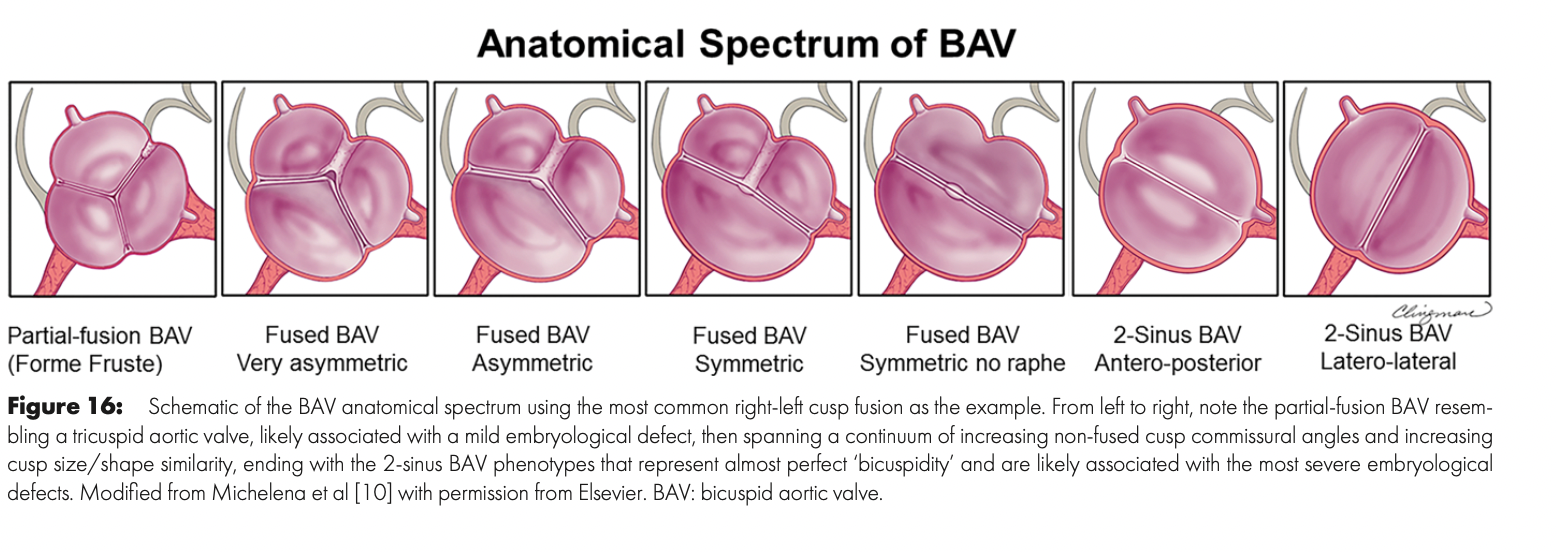 Anatomical Spectrum of BAV
Clingman
Partial-fusion BAV
(Forme Fruste)
Fused BAV
Very asymmetric
Fused BAV
Asymmetric
Fused BAV
Symmetric
Fused BAV
Symmetric no raphe
2-Sinus BAV
Antero-posterior
2-Sinus BAV
Latero-lateral
Figure 16: Schematic of the BAV anatomical spectrum using the most common right-left cusp fusion as the example. From left to right, note the partial-fusion BAV resem-
bling a tricuspid aortic valve, likely associated with a mild embryological defect, then spanning a continuum of increasing non-fused cusp commissural angles and increasing
cusp size/shape similarity, ending with the 2-sinus BAV phenotypes that represent almost perfect ‘bicuspidity’ and are likely associated with the most severe embryological
defects. Modified from Michelena et al [10] with permission from Elsevier. BAV: bicuspid aortic valve.